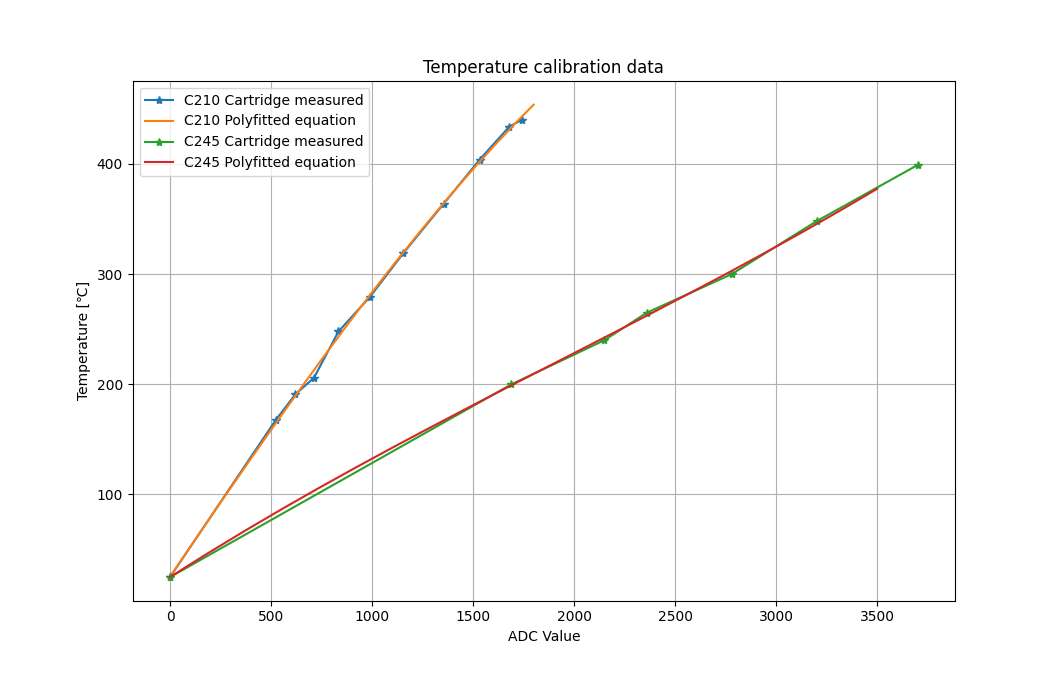 Temperature calibration data
C210 Cartridge measured
C210 Polyfitted equation
C245 Cartridge measured
C245 Polyfitted equation
Temperature [℃]
400
300
200
100
0 500 1000 1500 2000 2500 3000 3500
ADC Value